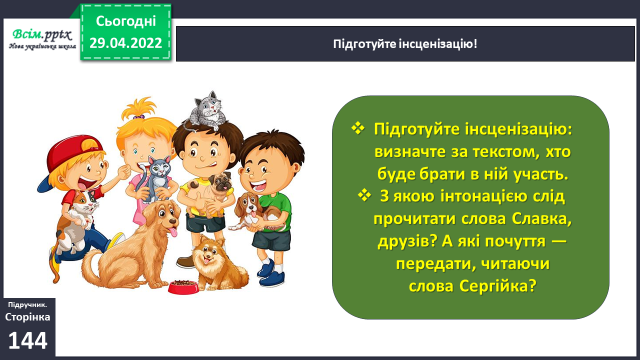 Всім.pptx
Нова українська школа
Сьогодні
29.04.2022
Підготуйте інсценізацію!
❖ Підготуйте інсценізацію:
визначте за текстом, хто
буде брати в ній участь.
❖ З якою інтонацією слід
прочитати слова Славка,
друзів? А які почуття —
передати, читаючи
слова Сергійка?
Підручник.
Сторінка
144